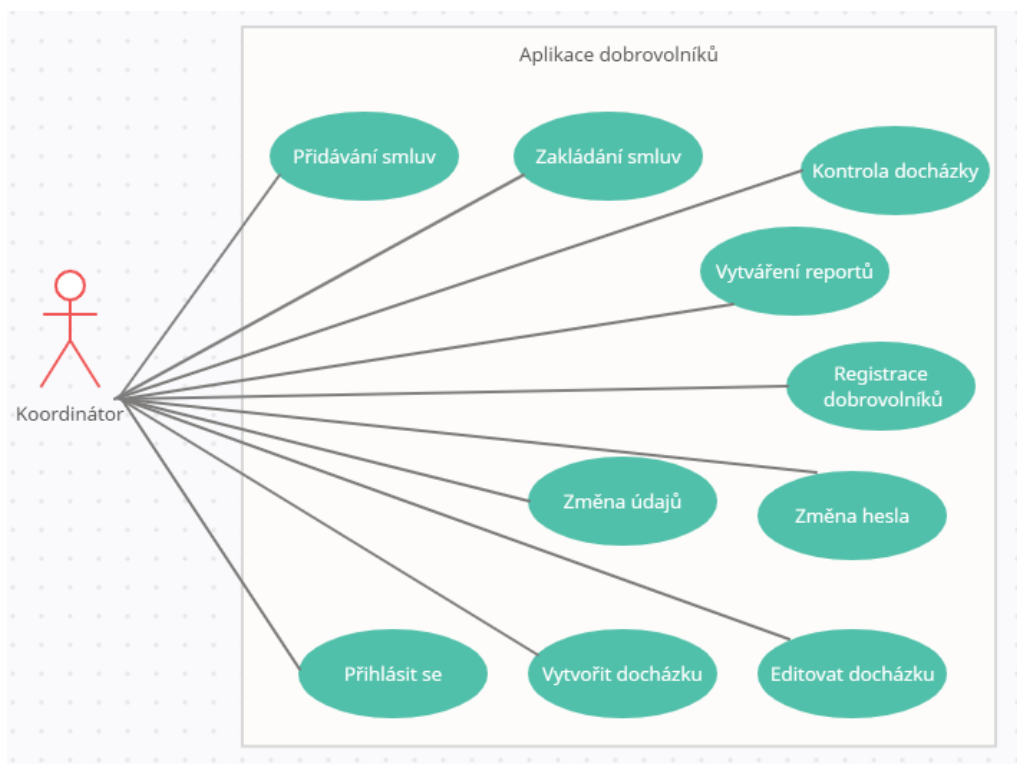 Aplikace dobrovolníků
Přidávání smluv
Zakládání smluv
Kontrola docházky
Vytváření reportů
Registrace
dobrovolníků
Koordinátor
Změna údajů
Změna hesla
Přihlásit se
Vytvořit docházku
Editovat docházku